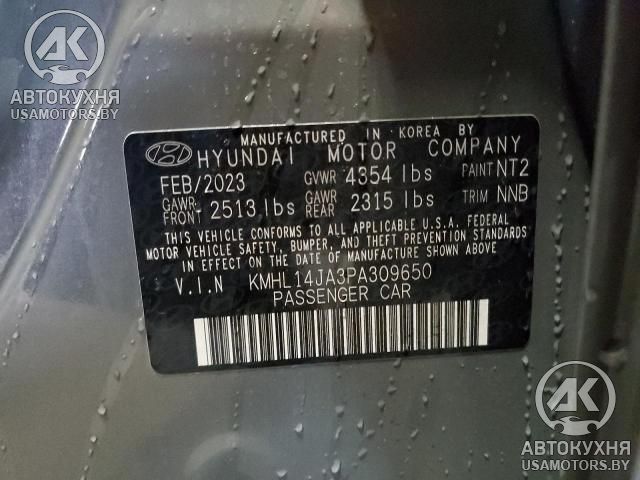 AK
АВТОКУХНЯ
USAMOTORS.BY
MANUFACTURED IN KOREA BY
HYUNDAI MOTOR COMPANY
FEB/2023 GVWR 4354 lbs PAINT NT2
GAWR FRONT 2513 lbs GAWR REAR 2315 lbs TRIM NNB
THIS VEHICLE CONFORMS TO ALL APPLICABLE U.S.A. FEDERAL
MOTOR VEHICLE SAFETY, BUMPER, AND THEFT PREVENTION STANDARDS
IN EFFECT ON THE DATE OF MANUFACTURE SHOWN ABOVE.
V.I.N KMHL14JA3PA309650
PASSENGER CAR
AK
АВТОКУХНЯ
USAMOTORS.BY